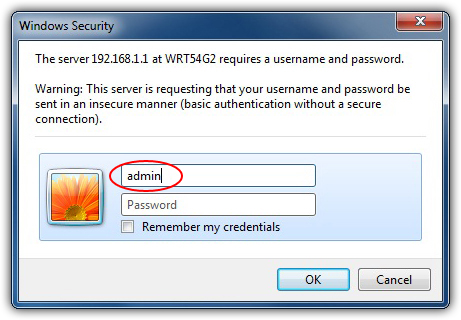 Windows Security
The server 192.168.1.1 at WRT54G2 requires a username and password.
Warning: This server is requesting that your username and password be
sent in an insecure manner (basic authentication without a secure
connection).
admin
Password
Remember my credentials
OK
Cancel